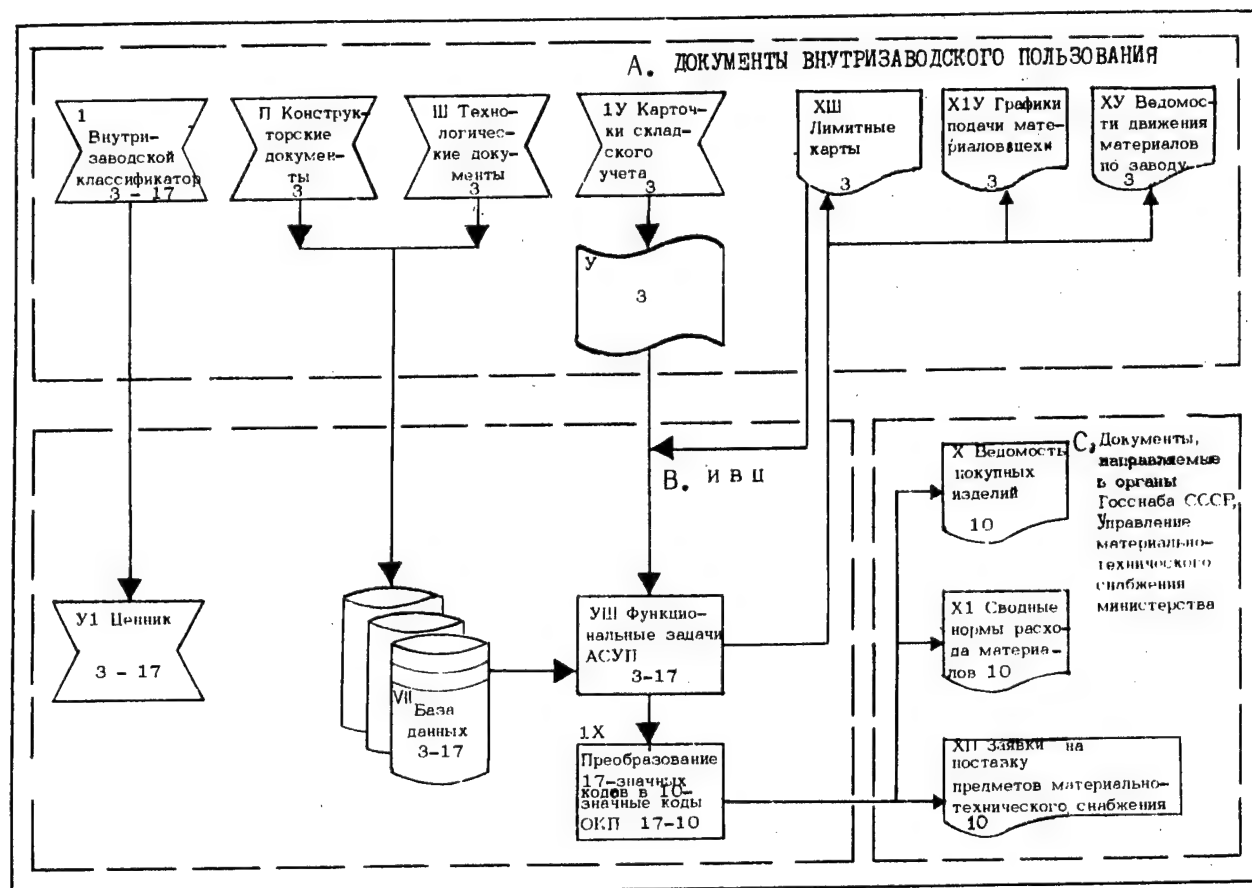 А. ДОКУМЕНТЫ ВНУТРИЗАВОДСКОГО ПОЛЬЗОВАНИЯ
1
Внутри-
заводской
классификатор
3 - 17
П Конструк-
торские
докумен-
ты
3
Ш Техно-
логичес-
кие доку-
менты
3
1У Карточ-
ки склад-
ского
учета
3
ХШ
Лимитные
карты
3
Х1У Графики
подачи мате-
риалов в цехи
3
ХУ Ведомос-
ти движения
материалов
по заводу
3
У
3
В. И В Ц
У1 Ценник
3 - 17
VII
База
данных
3-17
УШ Функцио-
нальные задачи
АСУП
3-17
1Х
Преобразование
17-значных
кодов в 10-
значные коды
ОКП 17-10
С, Документы,
направляемые
в органы
Госснаба СССР,
Управление
материально-
технического
снабжения
министерства
Х Ведомость
покупных
изделий
10
Х1 Сводные
нормы расхо-
да материа-
лов 10
ХП Заявки на
поставку
предметов материально-
технического снабжения
10